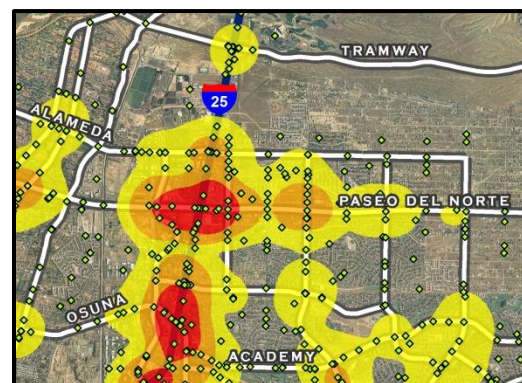 TRAMWAY
25
ALAMEDA
PASEO DEL NORTE
OSUNA
ACADEMY